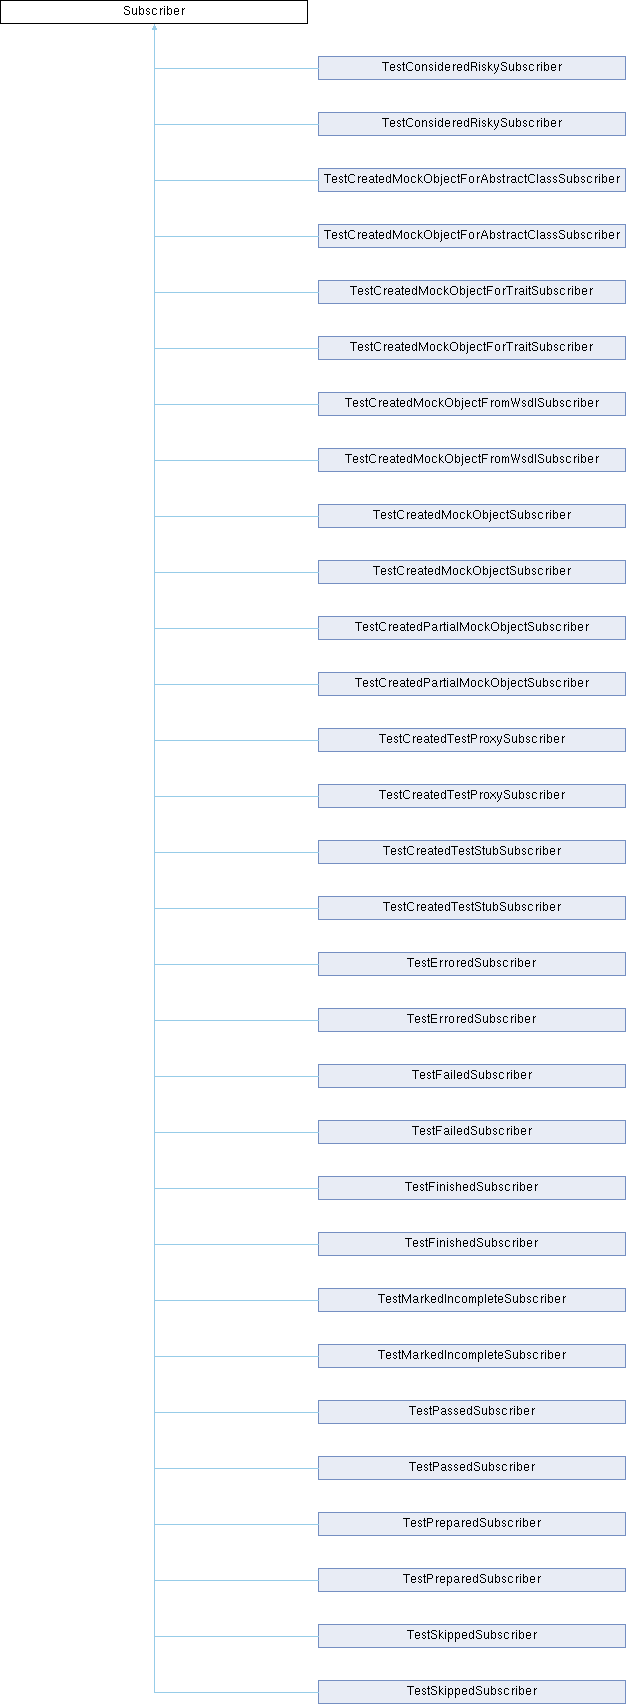 Subscriber
TestConsideredRiskySubscriber
TestConsideredRiskySubscriber
TestCreatedMockObjectForAbstractClassSubscriber
TestCreatedMockObjectForAbstractClassSubscriber
TestCreatedMockObjectForTraitSubscriber
TestCreatedMockObjectForTraitSubscriber
TestCreatedMockObjectFromWsdlSubscriber
TestCreatedMockObjectFromWsdlSubscriber
TestCreatedMockObjectSubscriber
TestCreatedMockObjectSubscriber
TestCreatedPartialMockObjectSubscriber
TestCreatedPartialMockObjectSubscriber
TestCreatedTestProxySubscriber
TestCreatedTestProxySubscriber
TestCreatedTestStubSubscriber
TestCreatedTestStubSubscriber
TestErroredSubscriber
TestErroredSubscriber
TestFailedSubscriber
TestFailedSubscriber
TestFinishedSubscriber
TestFinishedSubscriber
TestMarkedIncompleteSubscriber
TestMarkedIncompleteSubscriber
TestPassedSubscriber
TestPassedSubscriber
TestPreparedSubscriber
TestPreparedSubscriber
TestSkippedSubscriber
TestSkippedSubscriber